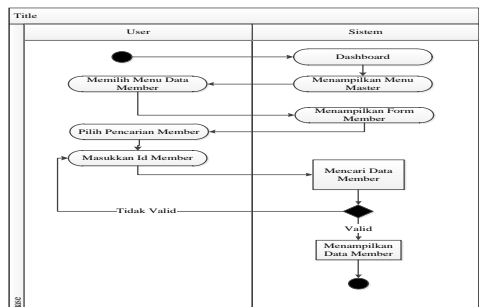 Title
User
Sistem
Dashboard
Memilih Menu Data
Member
Menampilkan Menu
Master
Menampilkan Form
Member
Pilih Pencarian Member
Masukkan Id Member
Mencari Data
Member
Tidak Valid
Valid
Menampilkan
Data Member